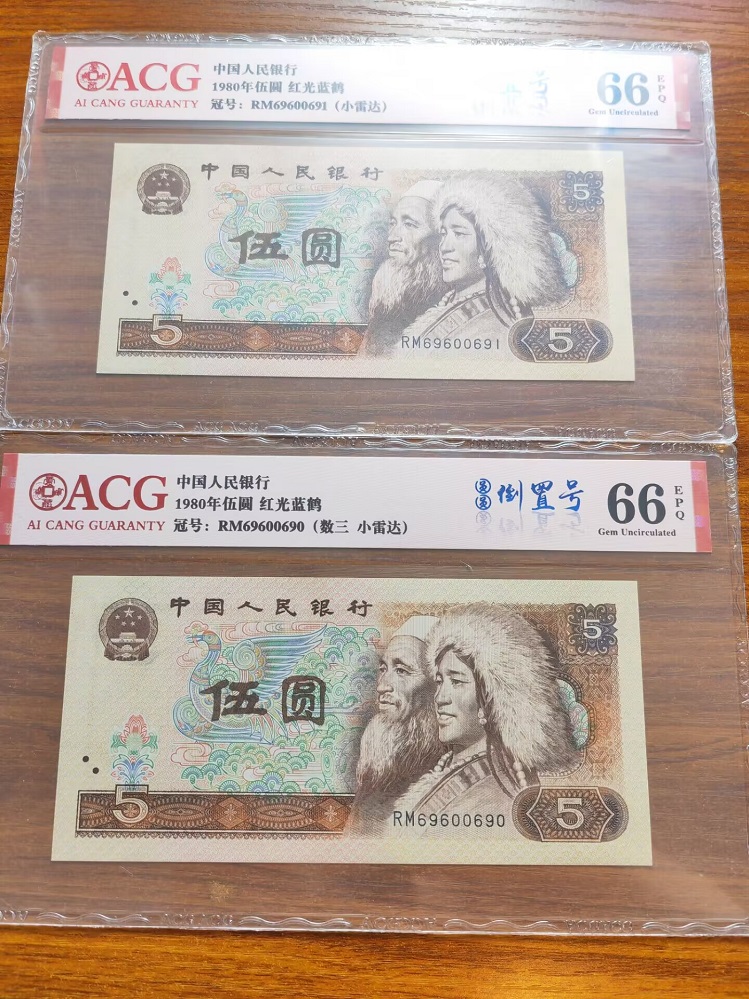 ACG
AI CANG GUARANTY
中国人民银行
1980年伍圆 红光蓝鹤
冠号：RM69600691（小雷达）
倒置号
66
EPQ
Gem Uncirculated
中国人民银行
5
伍圆
5
RM69600691
5
ACG
AI CANG GUARANTY
中国人民银行
1980年伍圆 红光蓝鹤
冠号：RM69600690（数三 小雷达）
倒置号
66
EPQ
Gem Uncirculated
中国人民银行
5
伍圆
5
RM69600690
5